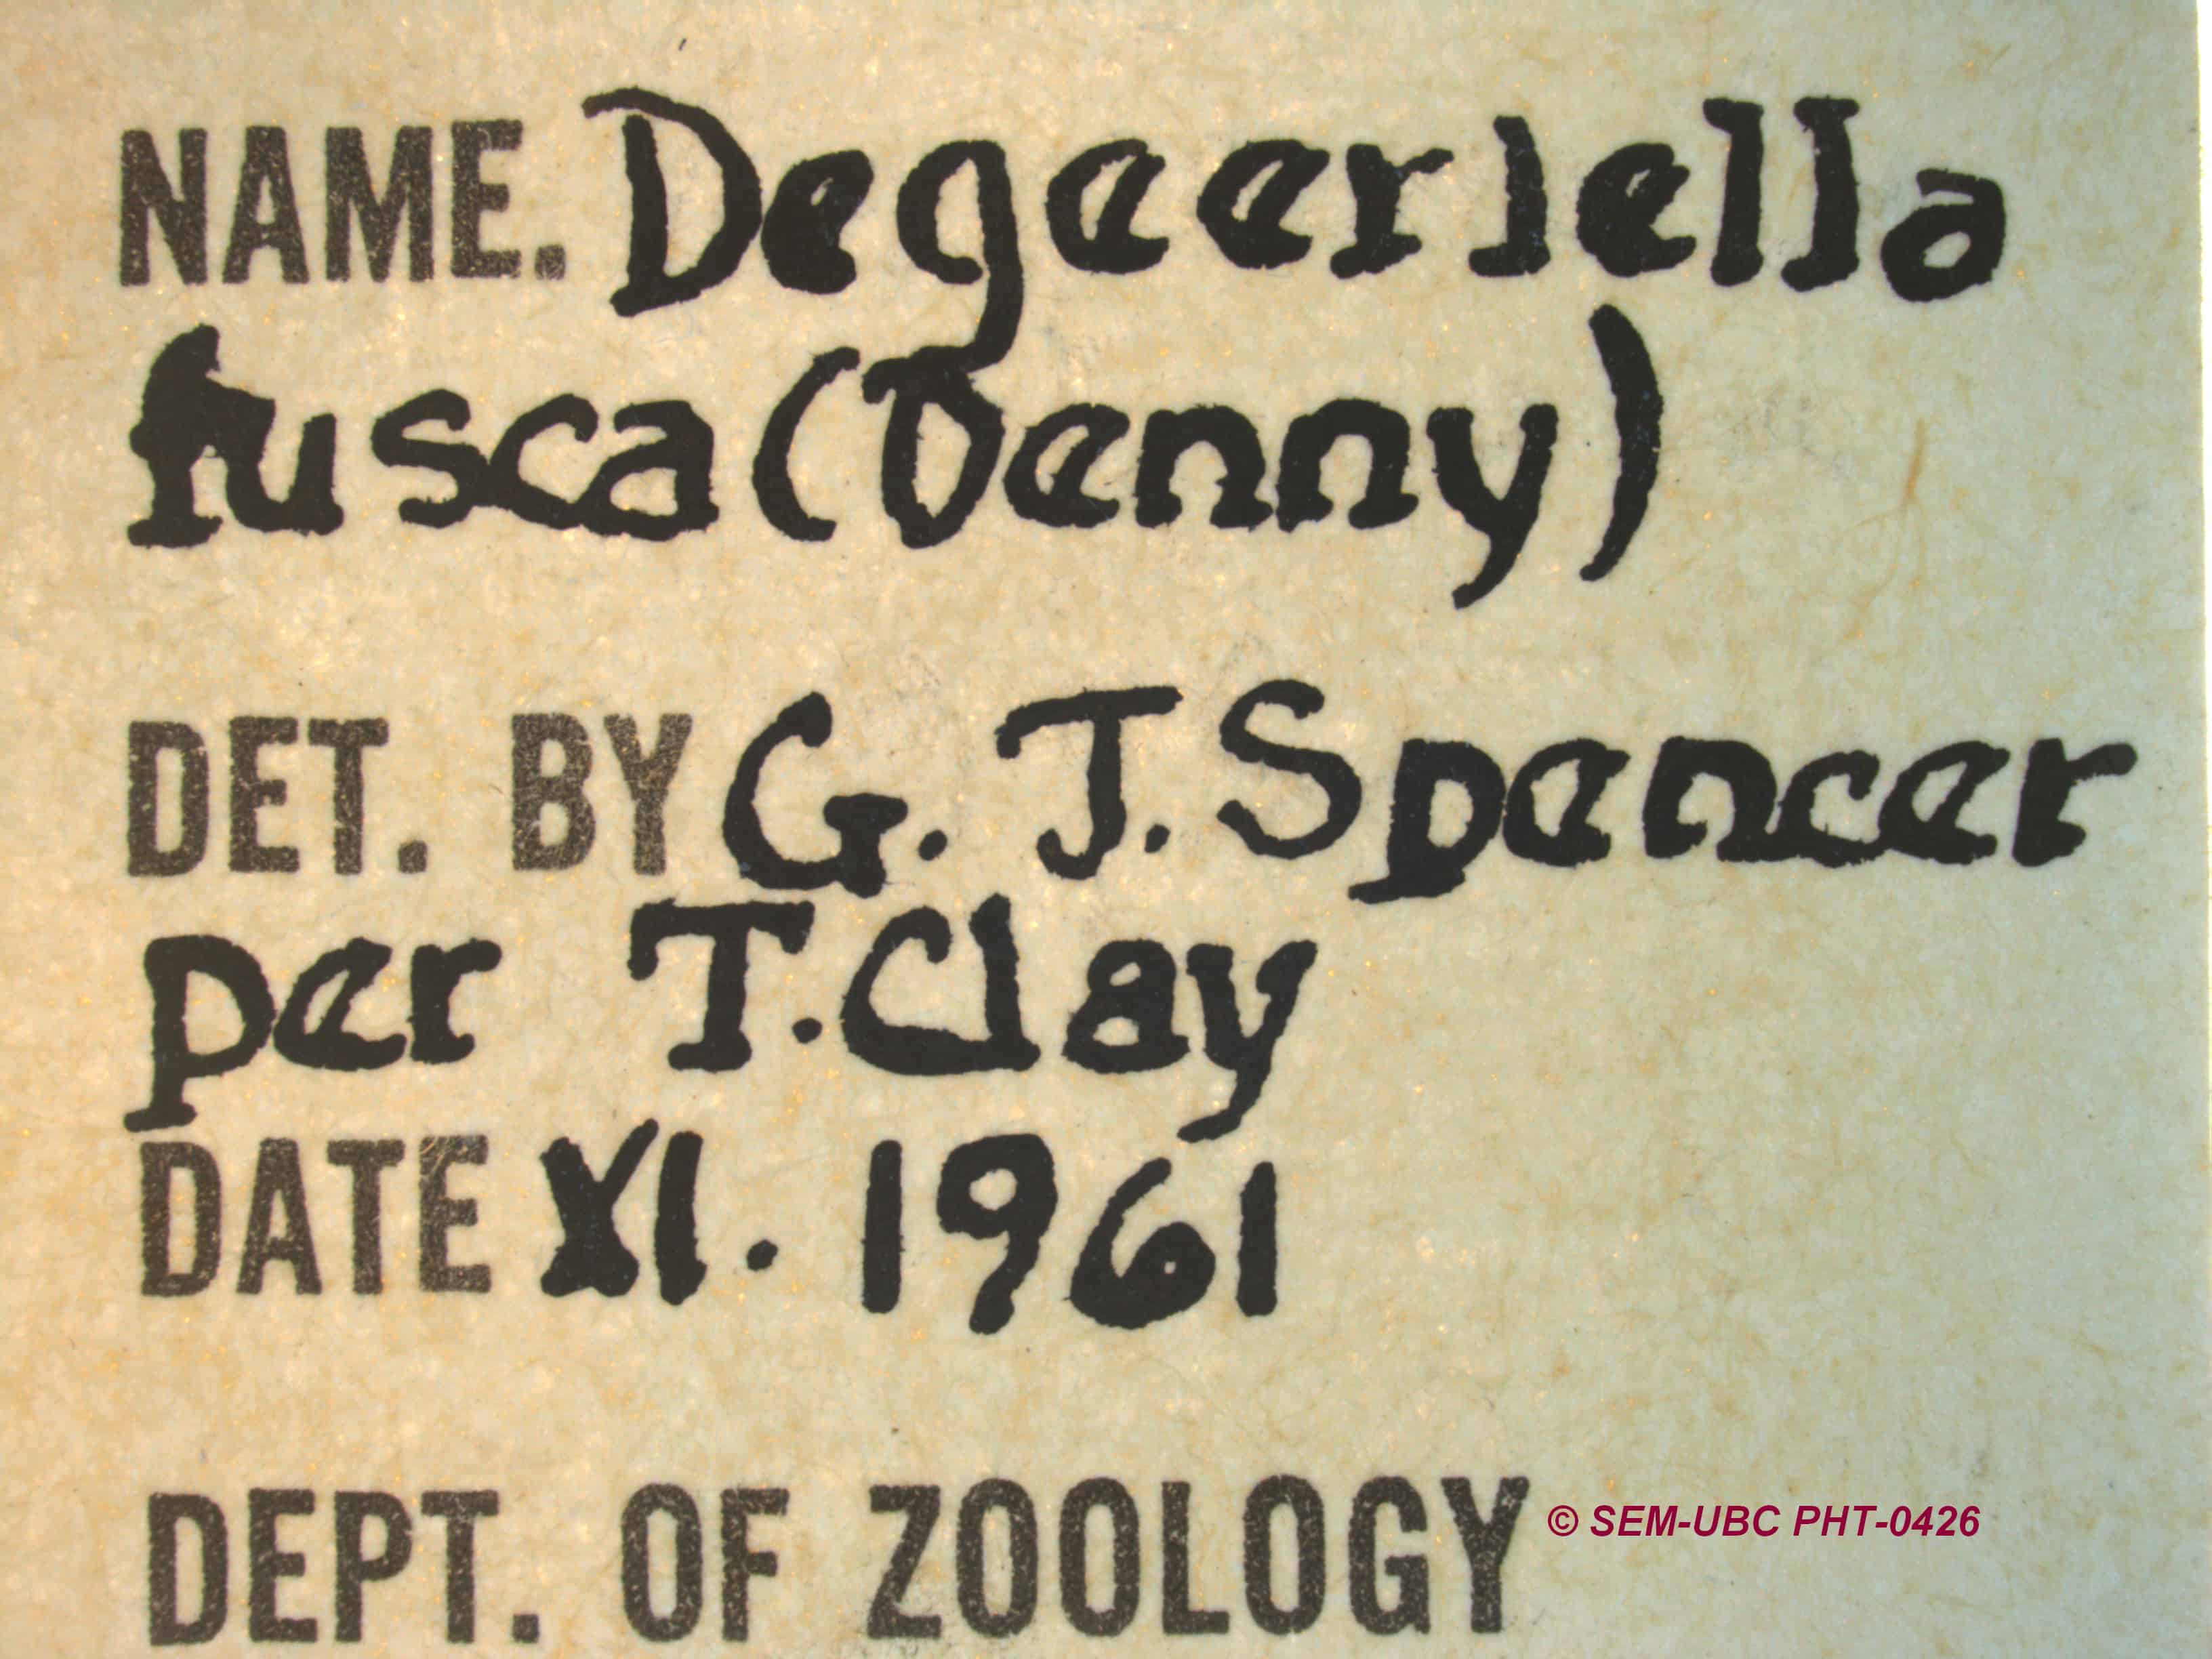 NAME. Degeeriella
fusca (Denny)
DET. BY G. J. Spencer
per T. Clay
DATE XI. 1961
DEPT. OF ZOOLOGY
© SEM-UBC PHT-0426